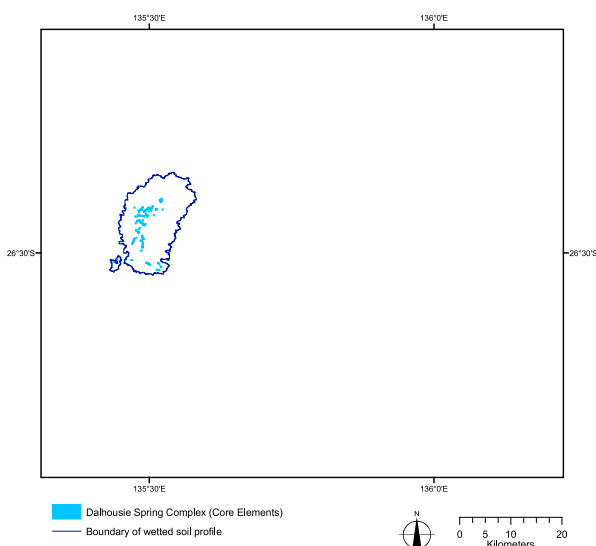 135°30'E 136°0'E
26°30'S 26°30'S
135°30'E 136°0'E
Dalhousie Spring Complex (Core Elements)
Boundary of wetted soil profile
N
0 5 10 20
Kilometers